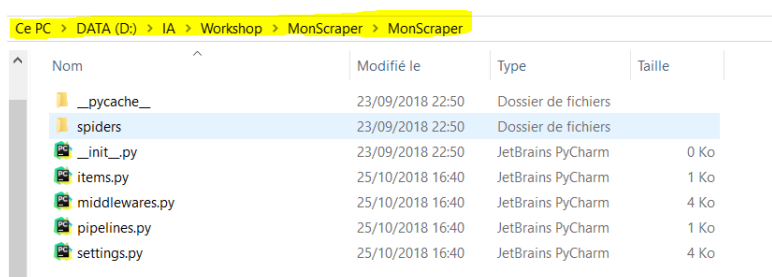 Ce PC > DATA (D:) > IA > Workshop > MonScraper > MonScraper
Nom Modifié le Type Taille
__pycache__ 23/09/2018 22:50 Dossier de fichiers
spiders 23/09/2018 22:50 Dossier de fichiers
__init__.py 23/09/2018 22:50 JetBrains PyCharm 0 Ko
items.py 25/10/2018 16:40 JetBrains PyCharm 1 Ko
middlewares.py 25/10/2018 16:40 JetBrains PyCharm 4 Ko
pipelines.py 25/10/2018 16:40 JetBrains PyCharm 1 Ko
settings.py 25/10/2018 16:40 JetBrains PyCharm 4 Ko